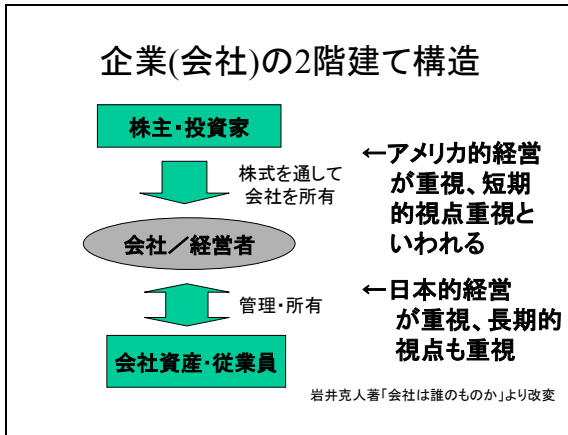 企業(会社)の2階建て構造
株主・投資家
株式を通して
会社を所有
←アメリカ的経営
が重視、短期
的視点重視と
いわれる
会社／経営者
管理・所有
←日本的経営
が重視、長期的
視点も重視
会社資産・従業員
岩井克人著「会社は誰のものか」より改変